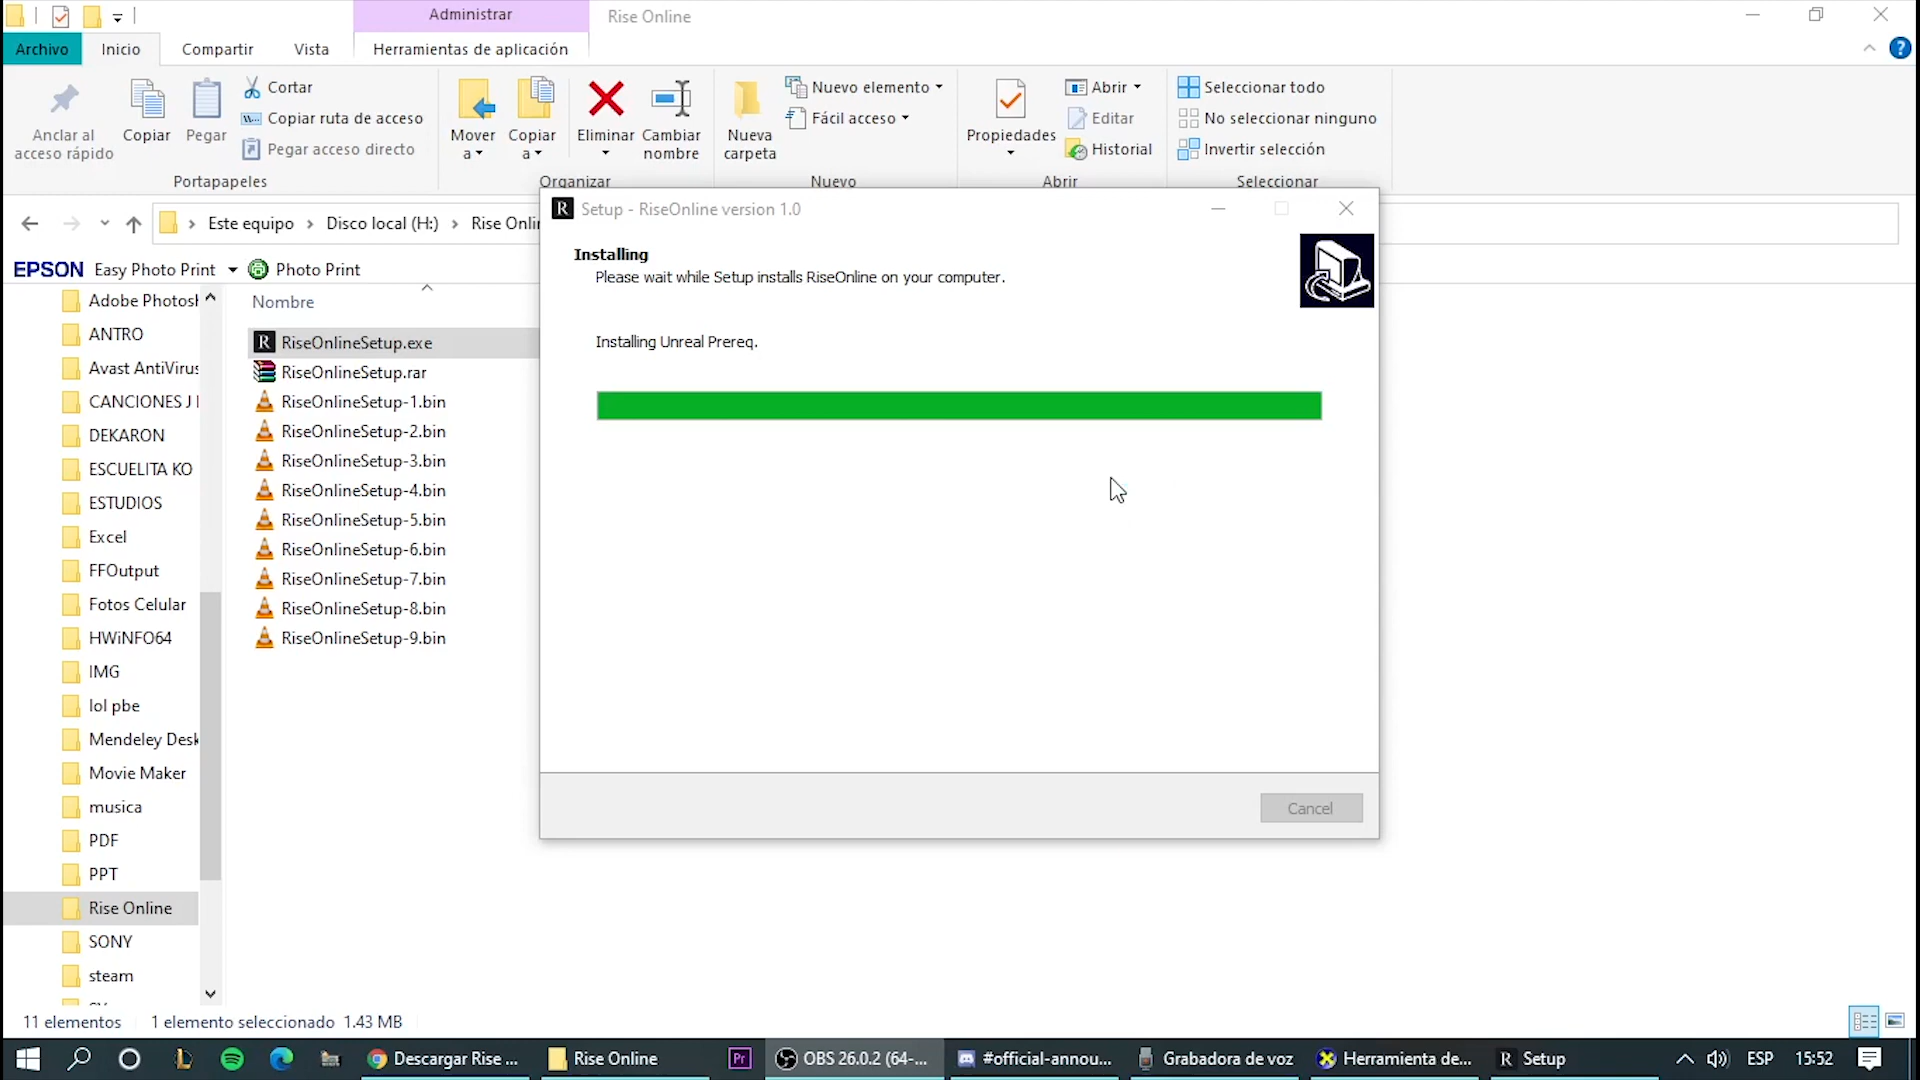 Administrar
Rise Online
Archivo
Inicio
Compartir
Vista
Herramientas de aplicación
Anclar al
acceso rápido
Copiar
Pegar
Cortar
Copiar ruta de acceso
Pegar acceso directo
Portapapeles
Mover
a
Copiar
a
Eliminar
Cambiar
nombre
Organizar
Nueva
carpeta
Nuevo elemento
Fácil acceso
Nuevo
Propiedades
Abrir
Editar
Historial
Abrir
Seleccionar todo
No seleccionar ninguno
Invertir selección
Seleccionar
Este equipo
Disco local (H:)
Rise Onli
EPSON Easy Photo Print
Photo Print
Adobe Photosh
ANTRO
Avast AntiVirus
CANCIONES J
DEKARON
ESCUELITA KO
ESTUDIOS
Excel
FFOutput
Fotos Celular
HWiNFO64
IMG
lol pbe
Mendeley Desk
Movie Maker
musica
PDF
PPT
Rise Online
SONY
steam
Nombre
RiseOnlineSetup.exe
RiseOnlineSetup.rar
RiseOnlineSetup-1.bin
RiseOnlineSetup-2.bin
RiseOnlineSetup-3.bin
RiseOnlineSetup-4.bin
RiseOnlineSetup-5.bin
RiseOnlineSetup-6.bin
RiseOnlineSetup-7.bin
RiseOnlineSetup-8.bin
RiseOnlineSetup-9.bin
R Setup - RiseOnline version 1.0
Installing
Please wait while Setup installs RiseOnline on your computer.
Installing Unreal Prereq.
Cancel
11 elementos
1 elemento seleccionado 1.43 MB
Descargar Rise ...
Rise Online
Pr
OBS 26.0.2 (64-...
#official-annou...
Grabadora de voz
Herramienta de...
R Setup
ESP
15:52